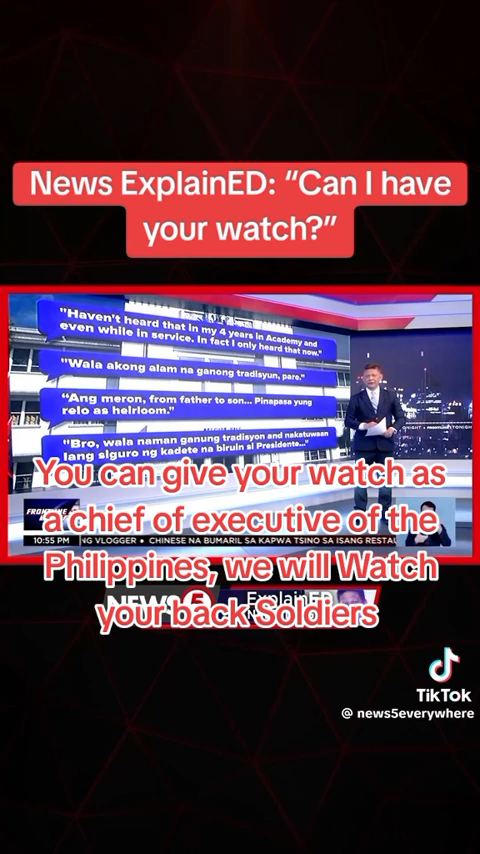 News ExplainED: “Can I have
your watch?”
"Haven't heard that in my 4 years in Academy and
even while in service. In fact I only heard that now."
"Wala akong alam na ganong tradisyun, pare."
"Ang meron, from father to son... Pinapasa yung
relo as heirloom."
"Bro, wala naman ganung tradisyon and nakatuwaan
lang siguro ng kadete na biruin si Presidente..."
You can give your watch as
a chief of executive of the
Philippines, we will Watch
your back Soldiers
10:55 PM NG VLOGGER • CHINESE NA BUMARIL SA KAPWA TSINO SA ISANG RESTAU
NEWS5 ExplainED
TikTok
@ news5everywhere